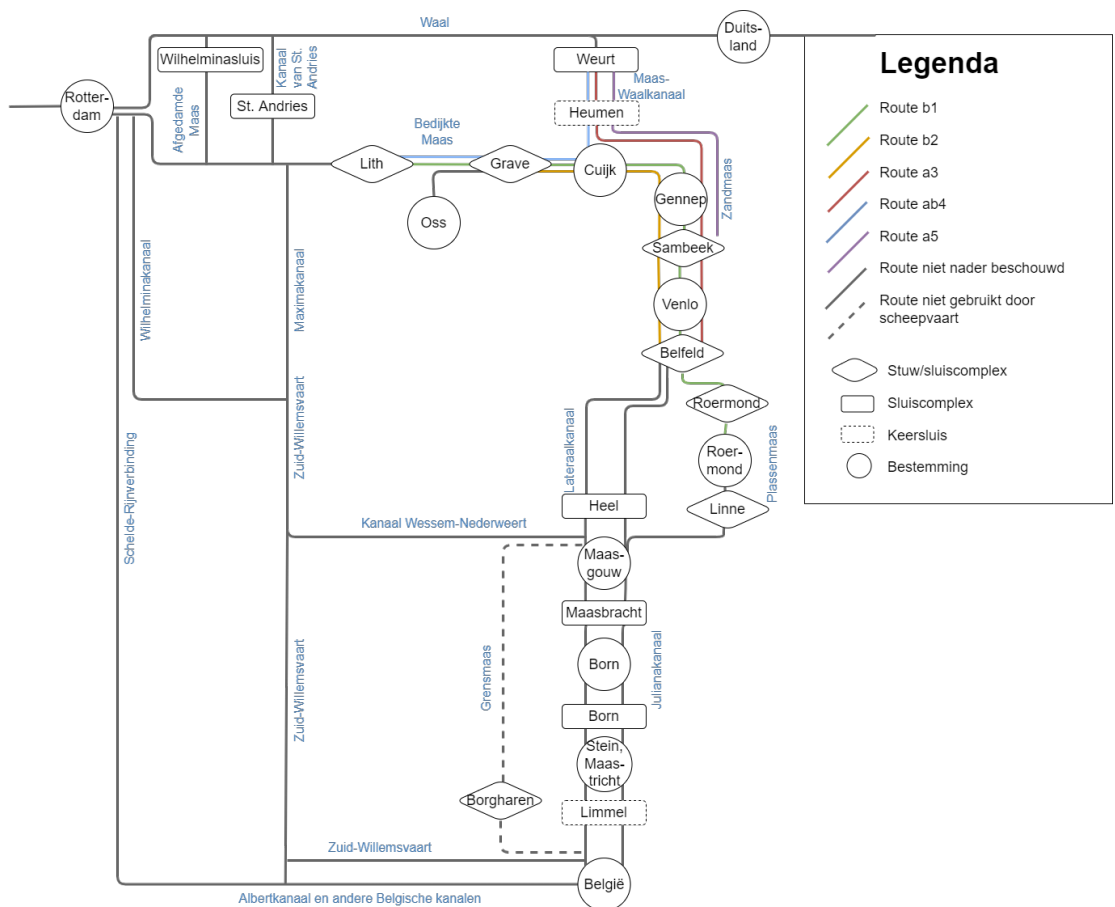 Waal
Duits-
land
Wilhelminasluis
Kanaal
van St.
Andries
Weurt
Maas-
Waalkanaal
Rotter-
dam
Afgedamde
Maas
St. Andries
Heumen
Bedijkte
Maas
Lith
Grave
Cuijk
Gennep
Zandmaas
Oss
Sambeek
Wilhelminakanaal
Maximakanaal
Venlo
Belfeld
Roermond
Zuid-Willemsvaart
Lateraalkanaal
Roer-
mond
Plassenmaas
Schelde-Rijnverbinding
Heel
Linne
Kanaal Wessem-Nederweert
Maas-
gouw
Maasbracht
Grensmaas
Zuid-Willemsvaart
Born
Julianakanaal
Born
Stein,
Maas-
tricht
Borgharen
Limmel
Zuid-Willemsvaart
België
Albertkanaal en andere Belgische kanalen
Legenda
Route b1
Route b2
Route a3
Route ab4
Route a5
Route niet nader beschouwd
Route niet gebruikt door
scheepvaart
Stuw/sluiscomplex
Sluiscomplex
Keersluis
Bestemming